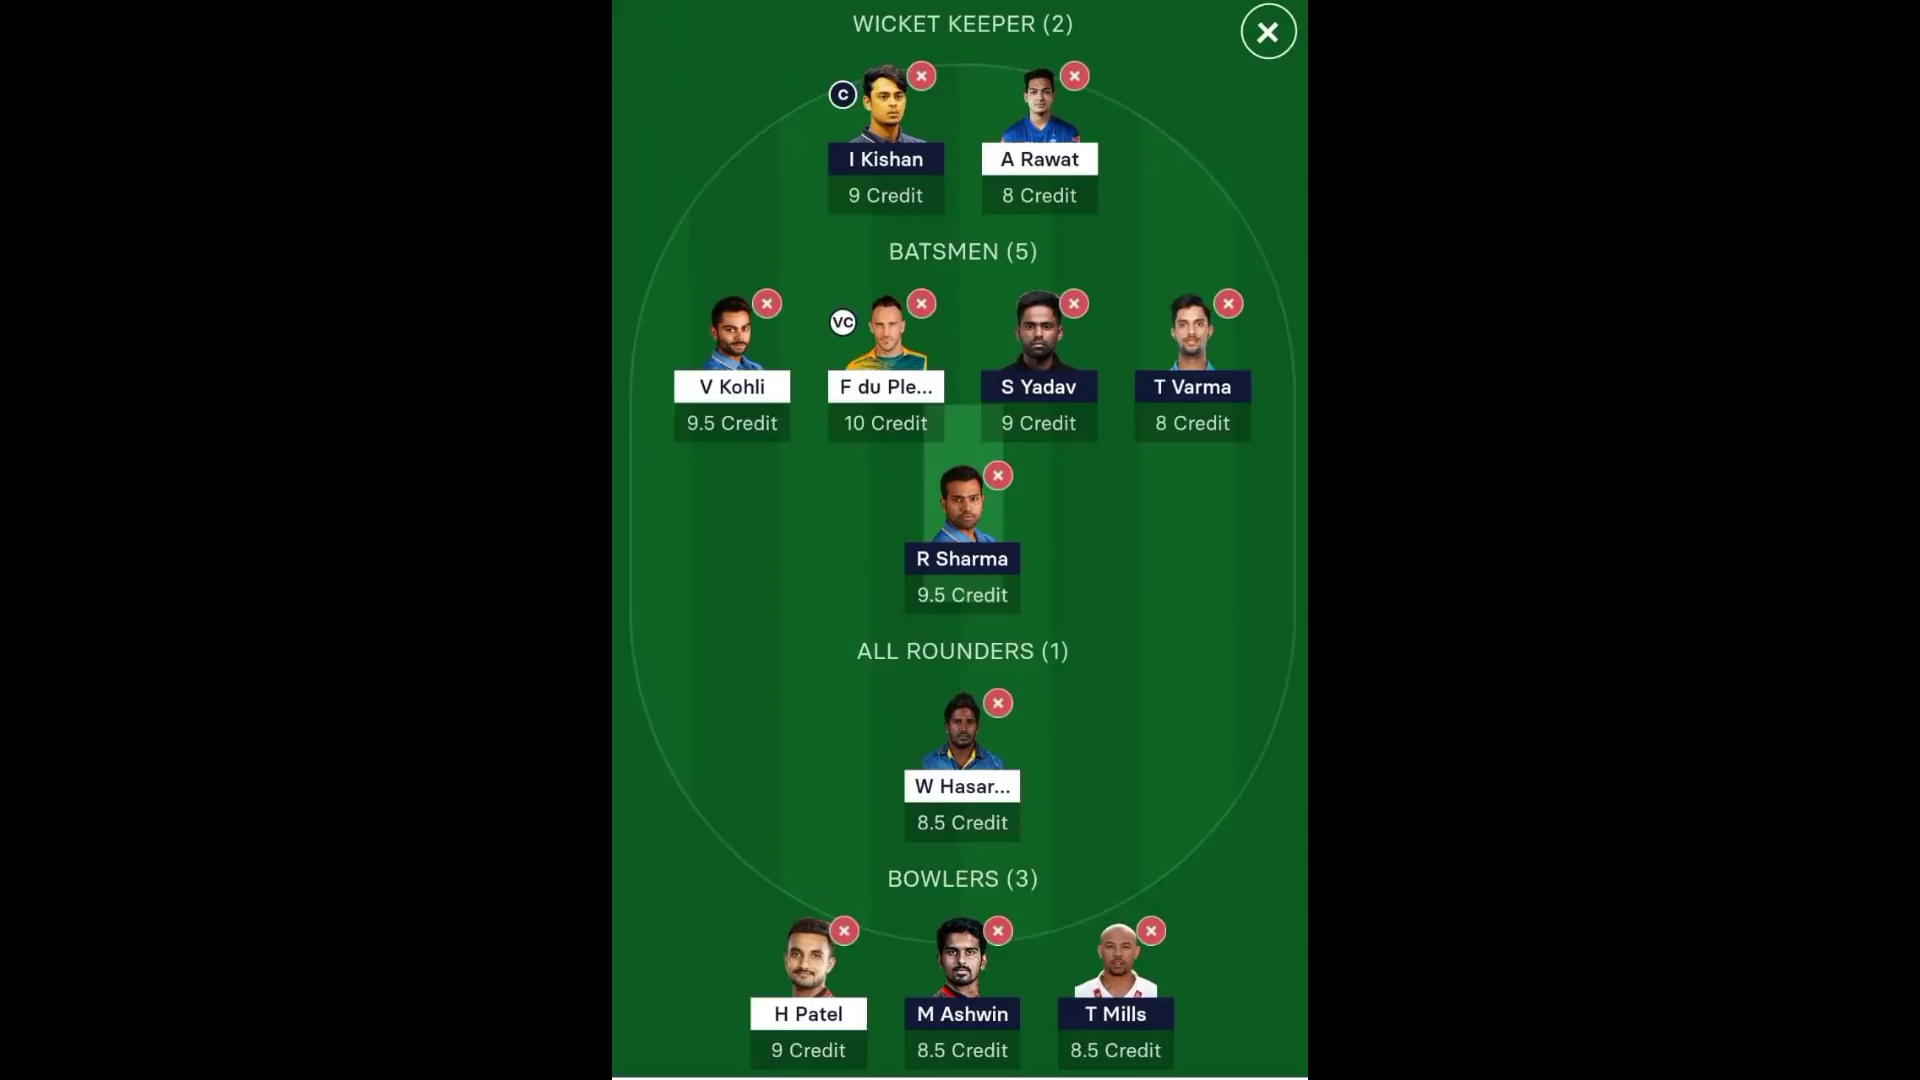 WICKET KEEPER (2)
C
I Kishan
A Rawat
9 Credit
8 Credit
BATSMEN (5)
VC
V Kohli
F du Ple...
S Yadav
T Varma
9.5 Credit
10 Credit
9 Credit
8 Credit
R Sharma
9.5 Credit
ALL ROUNDERS (1)
W Hasar...
8.5 Credit
BOWLERS (3)
H Patel
M Ashwin
T Mills
9 Credit
8.5 Credit
8.5 Credit